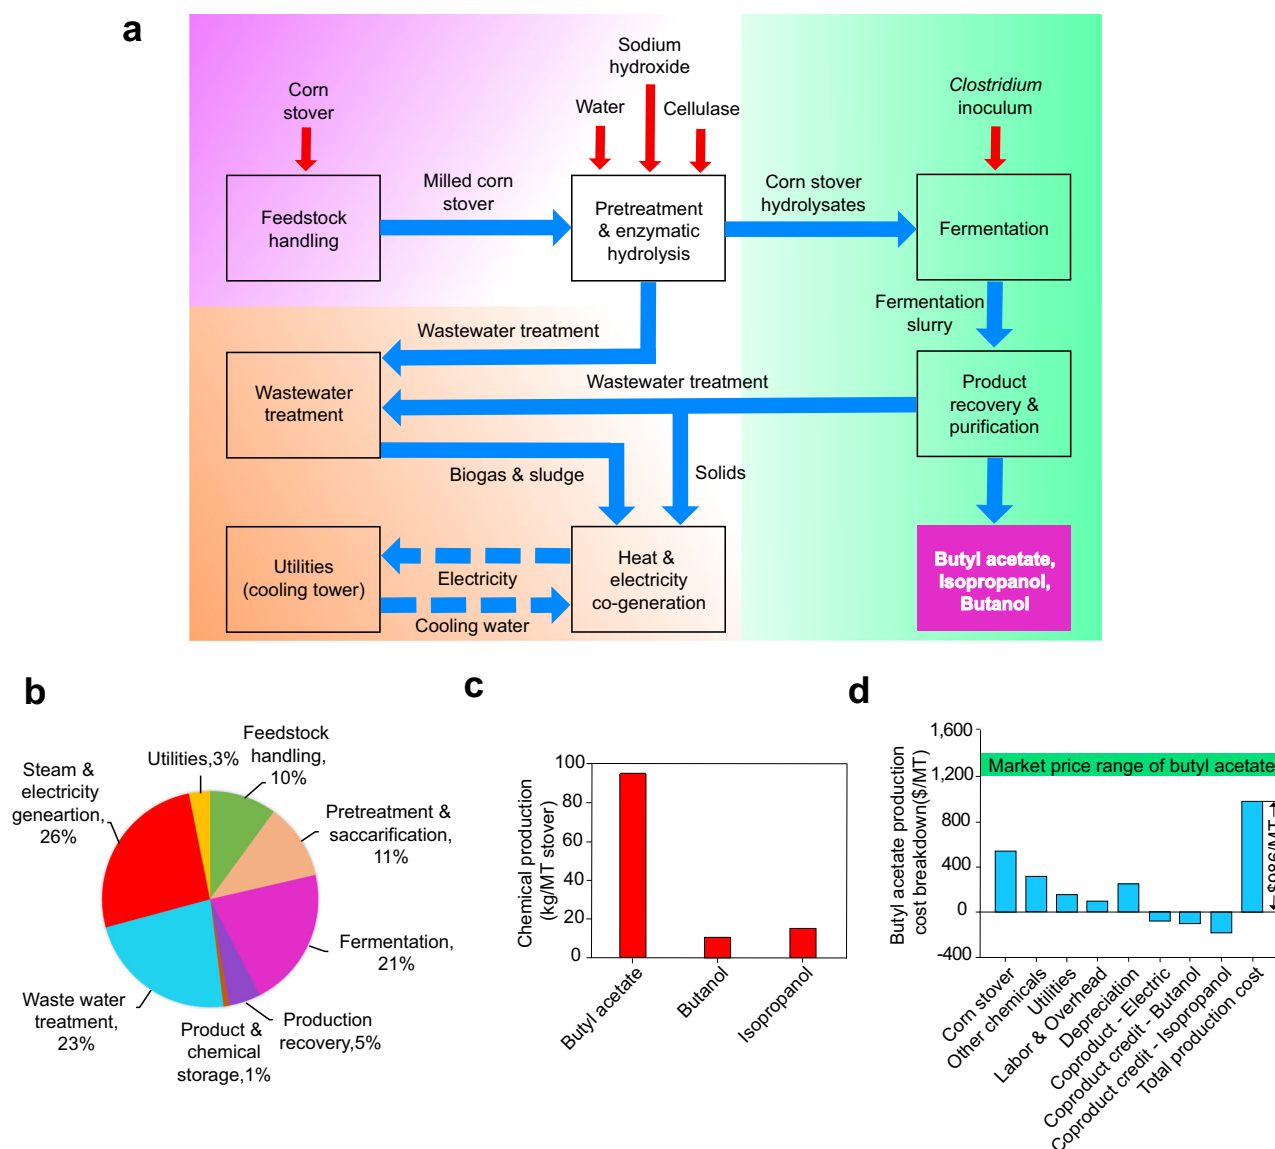 a
Corn
stover
Sodium
hydroxide
Water
Cellulase
Clostridium
inoculum
Feedstock
handling
Milled corn
stover
Pretreatment
& enzymatic
hydrolysis
Corn stover
hydrolysates
Fermentation
Fermentation
slurry
Wastewater treatment
Wastewater
treatment
Wastewater treatment
Product
recovery &
purification
Biogas & sludge
Solids
Utilities
(cooling tower)
Electricity
Cooling water
Heat &
electricity
co-generation
Butyl acetate,
Isopropanol,
Butanol
b
Utilities,3%
Feedstock
handling,
10%
Steam &
electricity
geneartion,
26%
Pretreatment &
saccarification,
11%
Fermentation,
21%
Waste water
treatment,
23%
Product &
chemical
storage,1%
Production
recovery,5%
c
Chemical production
(kg/MT stover)
100
80
60
40
20
0
Butyl acetate
Butanol
Isopropanol
d
Butyl acetate production
cost breakdown($/MT)
1,600
1,200
800
400
0
-400
Market price range of butyl acetate
$986/MT
Corn stover
Other chemicals
Utilities
Labor & Overhead
Depreciation
Coproduct - Electric
Coproduct credit - Butanol
Coproduct credit - Isopropanol
Total production cost